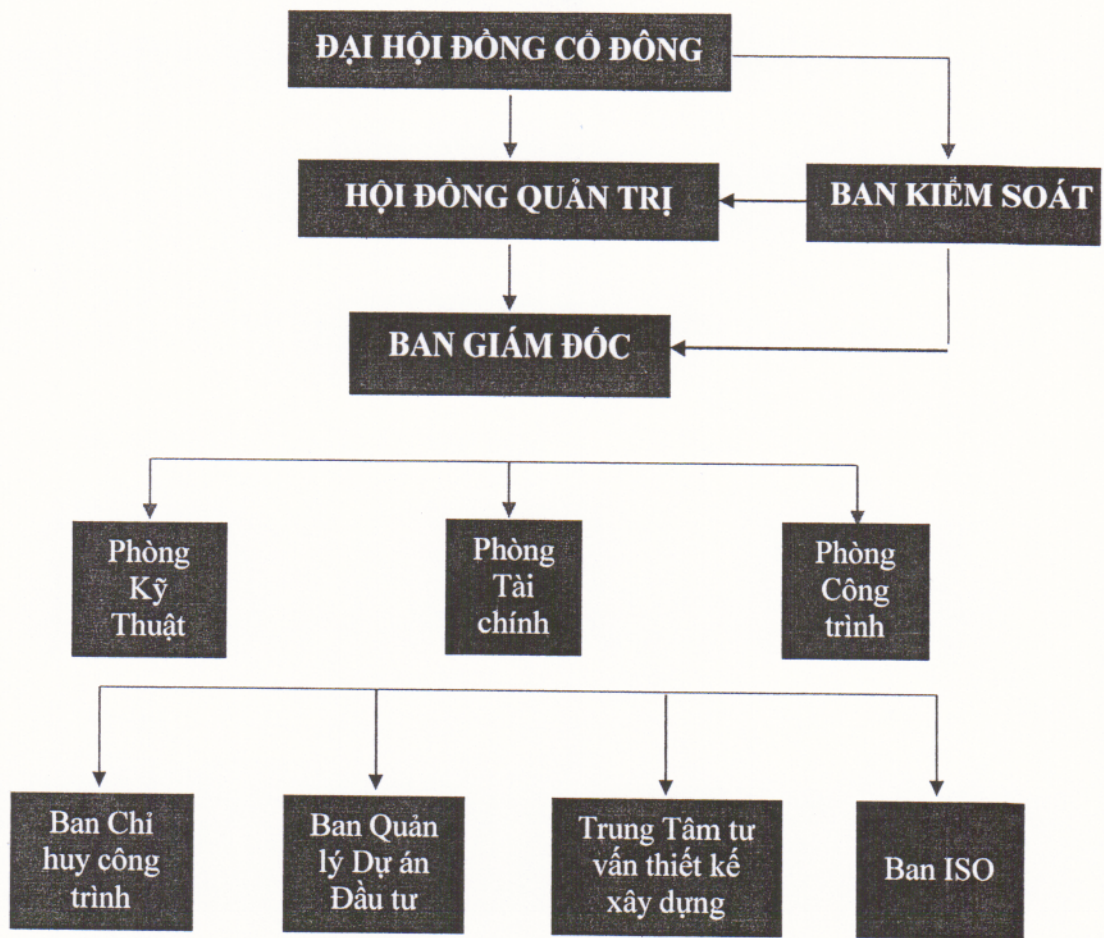 ĐẠI HỘI ĐỒNG CỔ ĐÔNG
HỘI ĐỒNG QUẢN TRỊ
BAN KIỂM SOÁT
BAN GIÁM ĐỐC
Phòng
Kỹ
Thuật
Phòng
Tài
chính
Phòng
Công
trình
Ban Chỉ
huy công
trình
Ban Quản
lý Dự án
Đầu tư
Trung Tâm tư
vấn thiết kế
xây dựng
Ban ISO